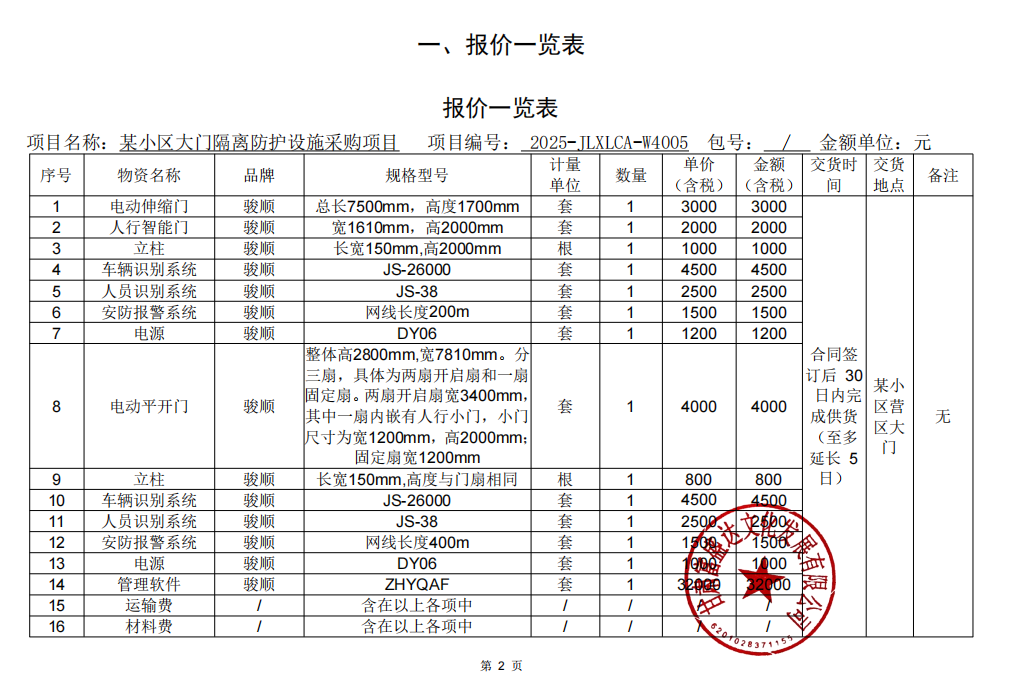 一、报价一览表
报价一览表
项目名称：某小区大门隔离防护设施采购项目 项目编号：2025-JLXLCA-W4005 包号：/ 金额单位：元
序号 物资名称 品牌 规格型号 计量单位 数量 单价（含税） 金额（含税） 交货时间 交货地点 备注
1 电动伸缩门 骏顺 总长7500mm，高度1700mm 套 1 3000 3000
2 人行智能门 骏顺 宽1610mm，高2000mm 套 1 2000 2000
3 立柱 骏顺 长宽150mm,高2000mm 根 1 1000 1000
4 车辆识别系统 骏顺 JS-26000 套 1 4500 4500
5 人员识别系统 骏顺 JS-38 套 1 2500 2500
6 安防报警系统 骏顺 网线长度200m 套 1 1500 1500
7 电源 骏顺 DY06 套 1 1200 1200
8 电动平开门 骏顺 整体高2800mm,宽7810mm。分
三扇，具体为两扇开启扇和一扇
固定扇。两扇开启扇宽3400mm，
其中一扇内嵌有人行小门，小门
尺寸为宽1200mm，高2000mm；
固定扇宽1200mm
套 1 4000 4000
合同签
订后 30
日内完
成供货
（至多
延长 5
日）
某小
区营
区大
门
无
9 立柱 骏顺 长宽150mm,高度与门扇相同 根 1 800 800
10 车辆识别系统 骏顺 JS-26000 套 1 4500 4500
11 人员识别系统 骏顺 JS-38 套 1 2500 2500
12 安防报警系统 骏顺 网线长度400m 套 1 1500 1500
13 电源 骏顺 DY06 套 1 1000 1000
14 管理软件 骏顺 ZHYQAF 套 1 32000 32000
15 运输费 / 含在以上各项中 / / / /
16 材料费 / 含在以上各项中 / / / /
甘肃富盛达文化发展有限公司
6201028371155
第 2 页